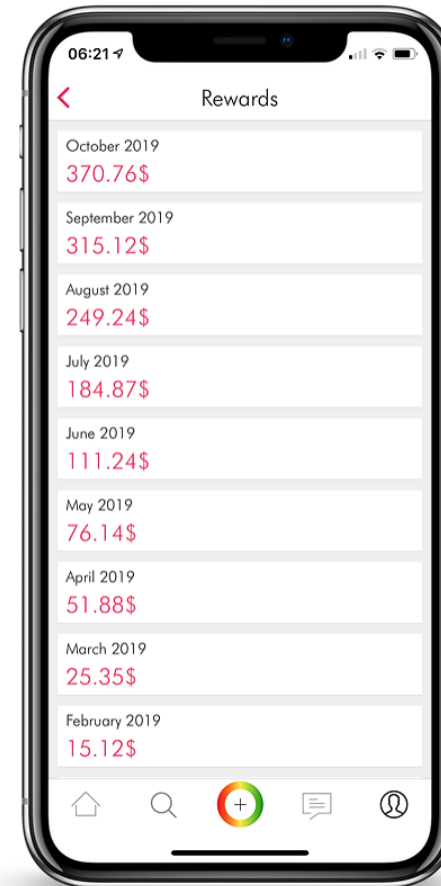 06:21
Rewards
October 2019
370.76$
September 2019
315.12$
August 2019
249.24$
July 2019
184.87$
June 2019
111.24$
May 2019
76.14$
April 2019
51.88$
March 2019
25.35$
February 2019
15.12$